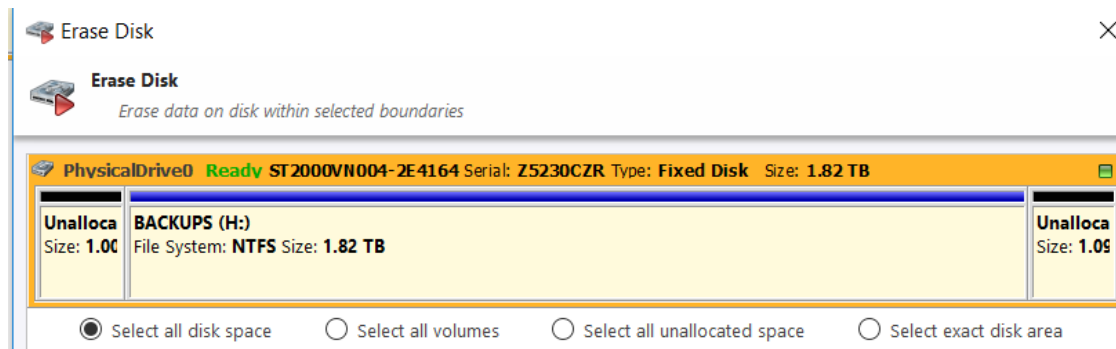 Erase Disk
Erase Disk
Erase data on disk within selected boundaries
PhysicalDrive0 Ready ST2000VN004-2E4164 Serial: Z5230CZR Type: Fixed Disk Size: 1.82 TB
Unalloca BACKUPS (H:) Unalloca
Size: 1.00 File System: NTFS Size: 1.82 TB Size: 1.09
Select all disk space Select all volumes Select all unallocated space Select exact disk area